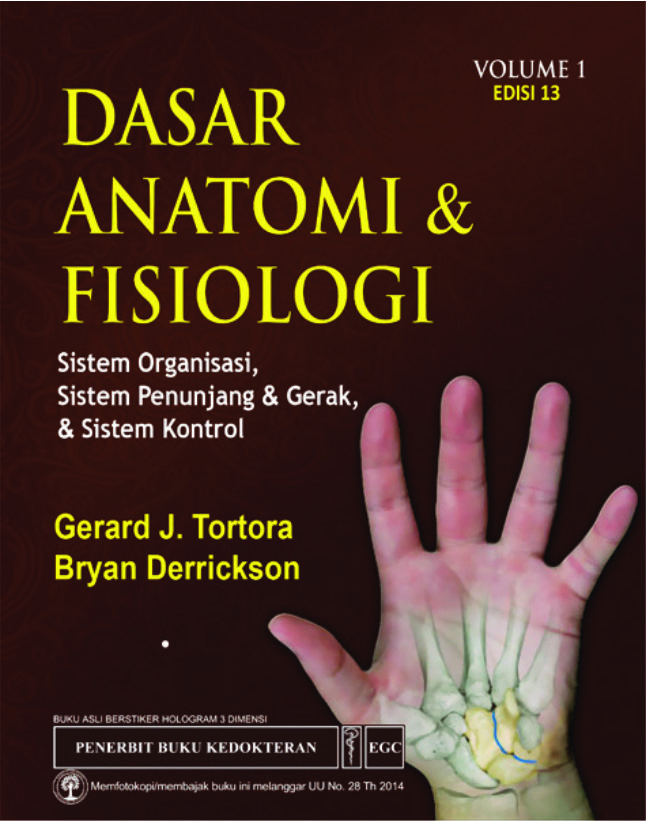 VOLUME 1
EDISI 13
DASAR
ANATOMI &
FISIOLOGI
Sistem Organisasi,
Sistem Penunjang & Gerak,
& Sistem Kontrol
Gerard J. Tortora
Bryan Derrickson
BUKU ASLI BERSTIKER HOLOGRAM 3 DIMENSI
PENERBIT BUKU KEDOKTERAN EGC
Memfotokopi/membajak buku ini melanggar UU No. 28 Th 2014